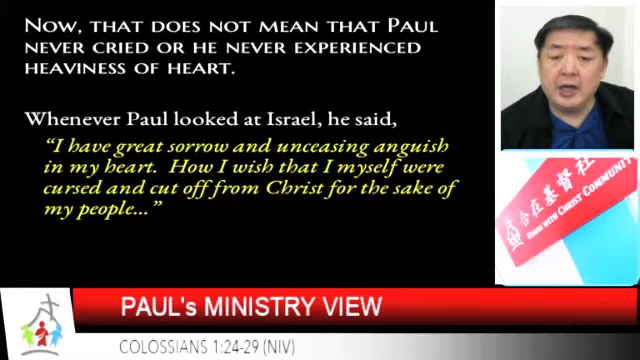 Now, that does not mean that Paul
never cried or he never experienced
heaviness of heart.
Whenever Paul looked at Israel, he said,
“I have great sorrow and unceasing anguish
in my heart. How I wish that I myself were
cursed and cut off from Christ for the sake of
my people...”
合在基督社
Union with Christ Community
PAUL's MINISTRY VIEW
COLOSSIANS 1:24-29 (NIV)